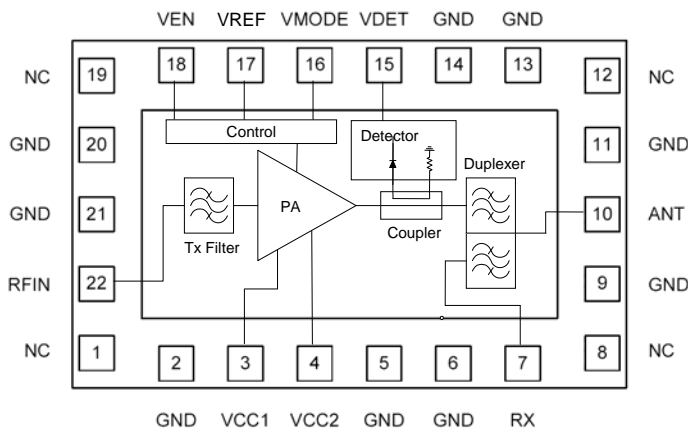 VEN VREF VMODE VDET GND GND
18 17 16 15 14 13
NC 19 12 NC
Control
Detector
GND 20 11 GND
Duplexer
PA
GND 21 10 ANT
Tx Filter
Coupler
RFIN 22 9 GND
NC 1 8 NC
2 3 4 5 6 7
GND VCC1 VCC2 GND GND RX